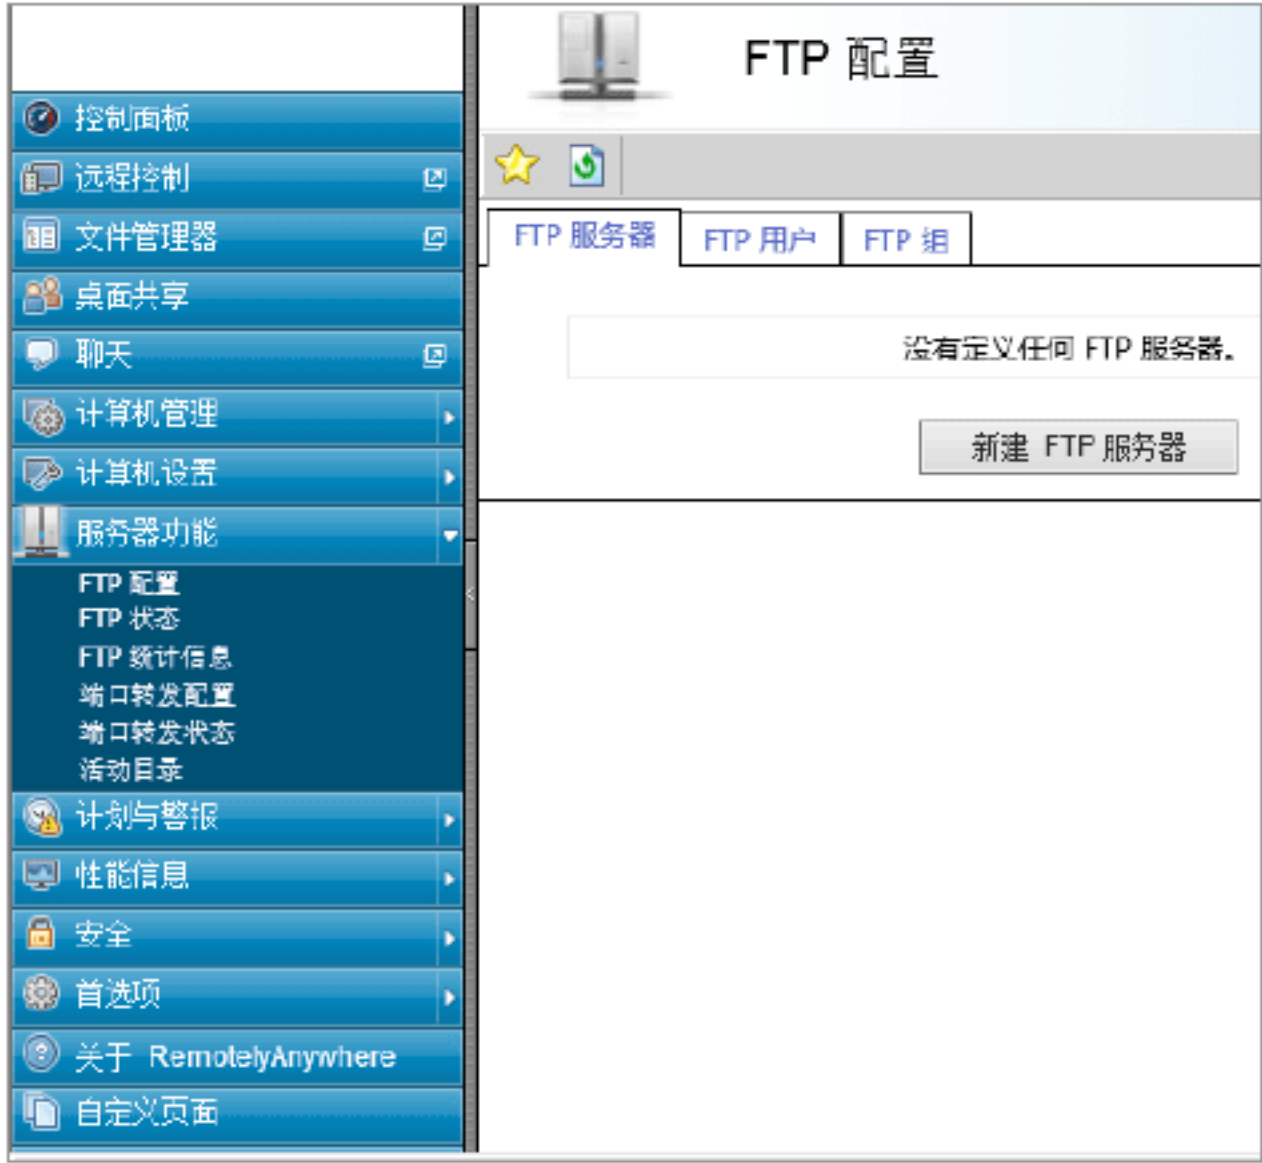 控制面板
远程控制
文件管理器
桌面共享
聊天
计算机管理
计算机设置
服务器功能
FTP 配置
FTP 状态
FTP 统计信息
端口转发配置
端口转发状态
活动目录
计划与警报
性能信息
安全
首选项
关于 RemotelyAnywhere
自定义页面
FTP 配置
FTP 服务器 FTP 用户 FTP 组
没有定义任何 FTP 服务器。
新建 FTP 服务器